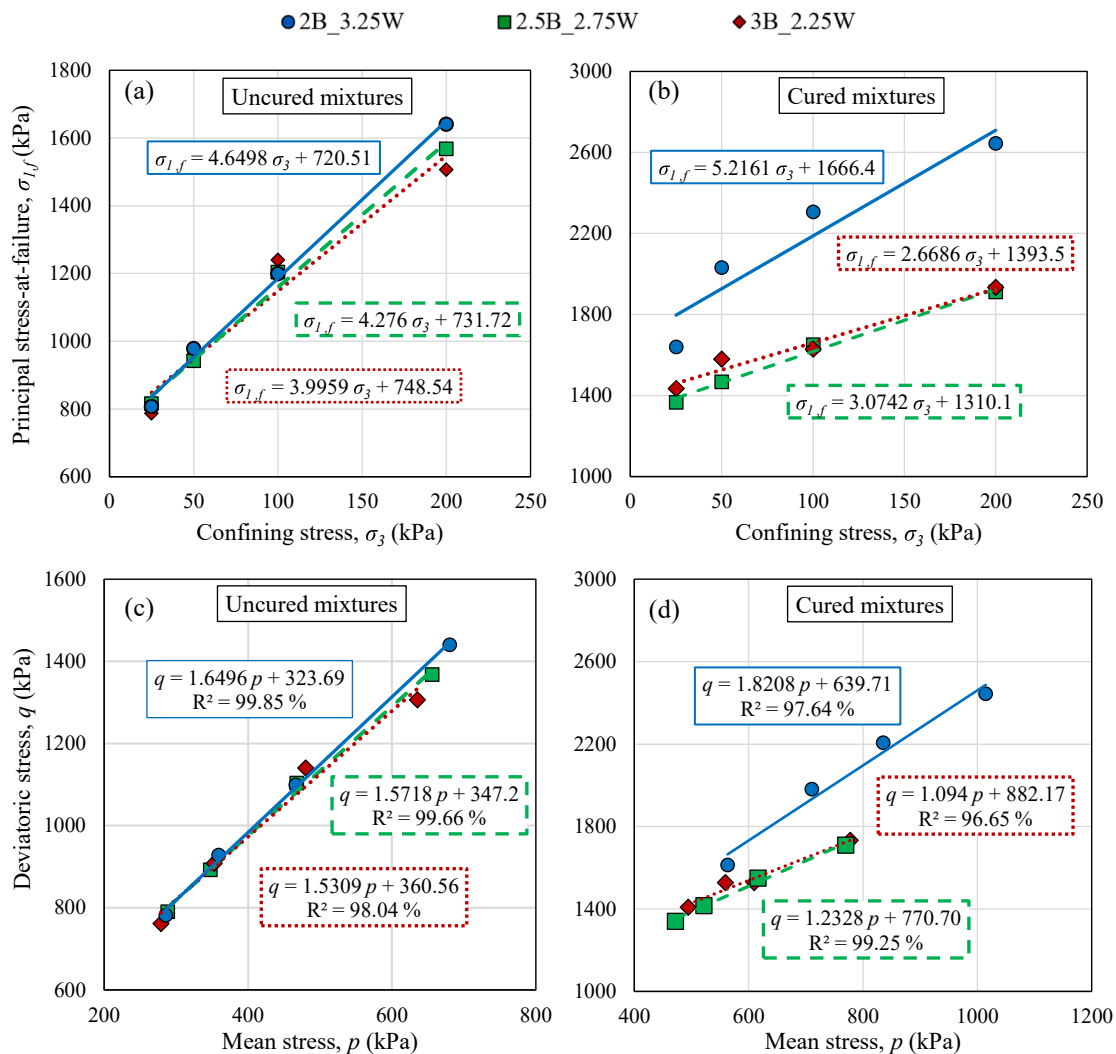 2B_3.25W 2.5B_2.75W 3B_2.25W
(a) Uncured mixtures
Principal stress-at-failure, σ1,f (kPa)
1800
1600
1400
1200
1000
800
600
σ1,f = 4.6498 σ3 + 720.51
σ1,f = 4.276 σ3 + 731.72
σ1,f = 3.9959 σ3 + 748.54
0 50 100 150 200 250
Confining stress, σ3 (kPa)
(b) Cured mixtures
3000
2600
2200
1800
1400
1000
σ1,f = 5.2161 σ3 + 1666.4
σ1,f = 2.6686 σ3 + 1393.5
σ1,f = 3.0742 σ3 + 1310.1
0 50 100 150 200 250
Confining stress, σ3 (kPa)
(c) Uncured mixtures
Deviatoric stress, q (kPa)
1600
1400
1200
1000
800
600
q = 1.6496 p + 323.69
R² = 99.85 %
q = 1.5718 p + 347.2
R² = 99.66 %
q = 1.5309 p + 360.56
R² = 98.04 %
200 400 600 800
Mean stress, p (kPa)
(d) Cured mixtures
3000
2600
2200
1800
1400
1000
q = 1.8208 p + 639.71
R² = 97.64 %
q = 1.094 p + 882.17
R² = 96.65 %
q = 1.2328 p + 770.70
R² = 99.25 %
400 600 800 1000 1200
Mean stress, p (kPa)